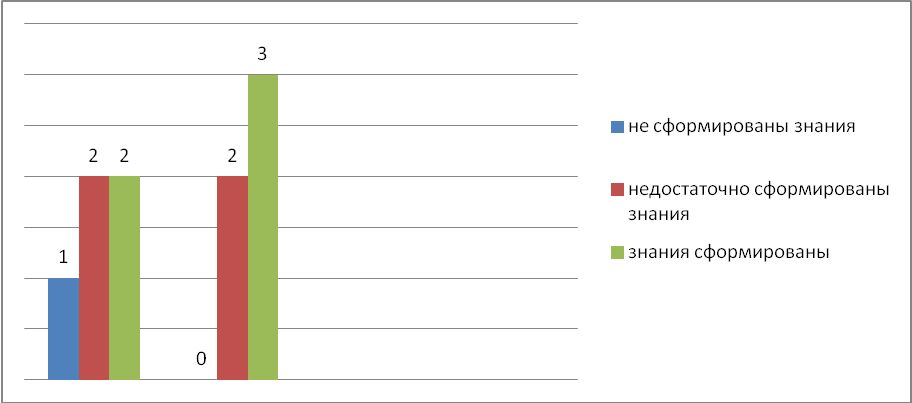 3
2 2 2
1
0
не сформированы знания
недостаточно сформированы
знания
знания сформированы